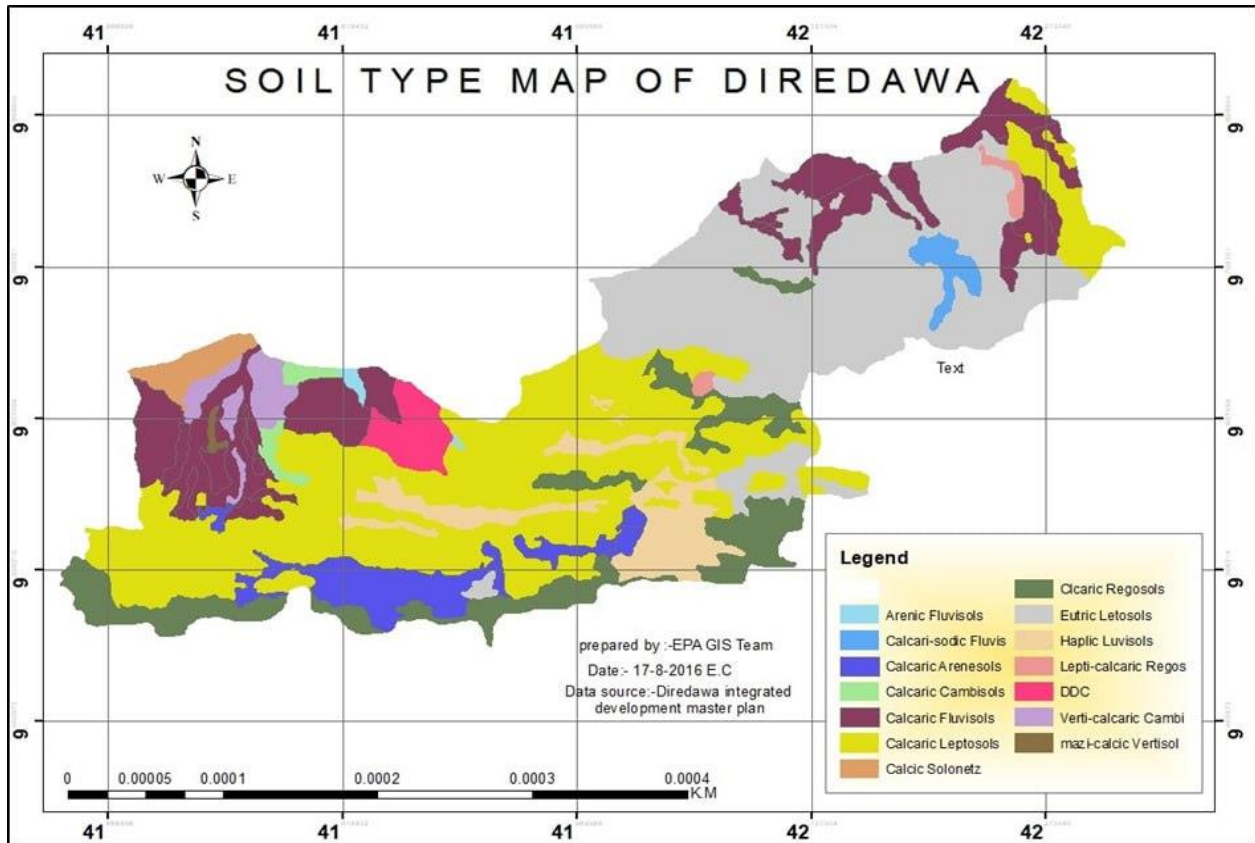 41 41 41 42 42
SOIL TYPE MAP OF DIREDAWA
N
W E
S
9 9
9 9
9 9
9 9
9 9
Text
Legend
Arenic Fluvisols
Calcari-sodic Fluvis
Calcaric Arenesols
Calcaric Cambisols
Calcaric Fluvisols
Calcaric Leptosols
Calcic Solonetz
Clcaric Regosols
Eutric Letosols
Haplic Luvisols
Lepti-calcaric Regos
DDC
Verti-calcaric Cambi
mazi-calcic Vertisol
prepared by :-EPA GIS Team
Date:- 17-8-2016 E.C
Data source:-Diredawa integrated
development master plan
0 0.00005 0.0001 0.0002 0.0003 0.0004
K.M
41 41 41 42 42